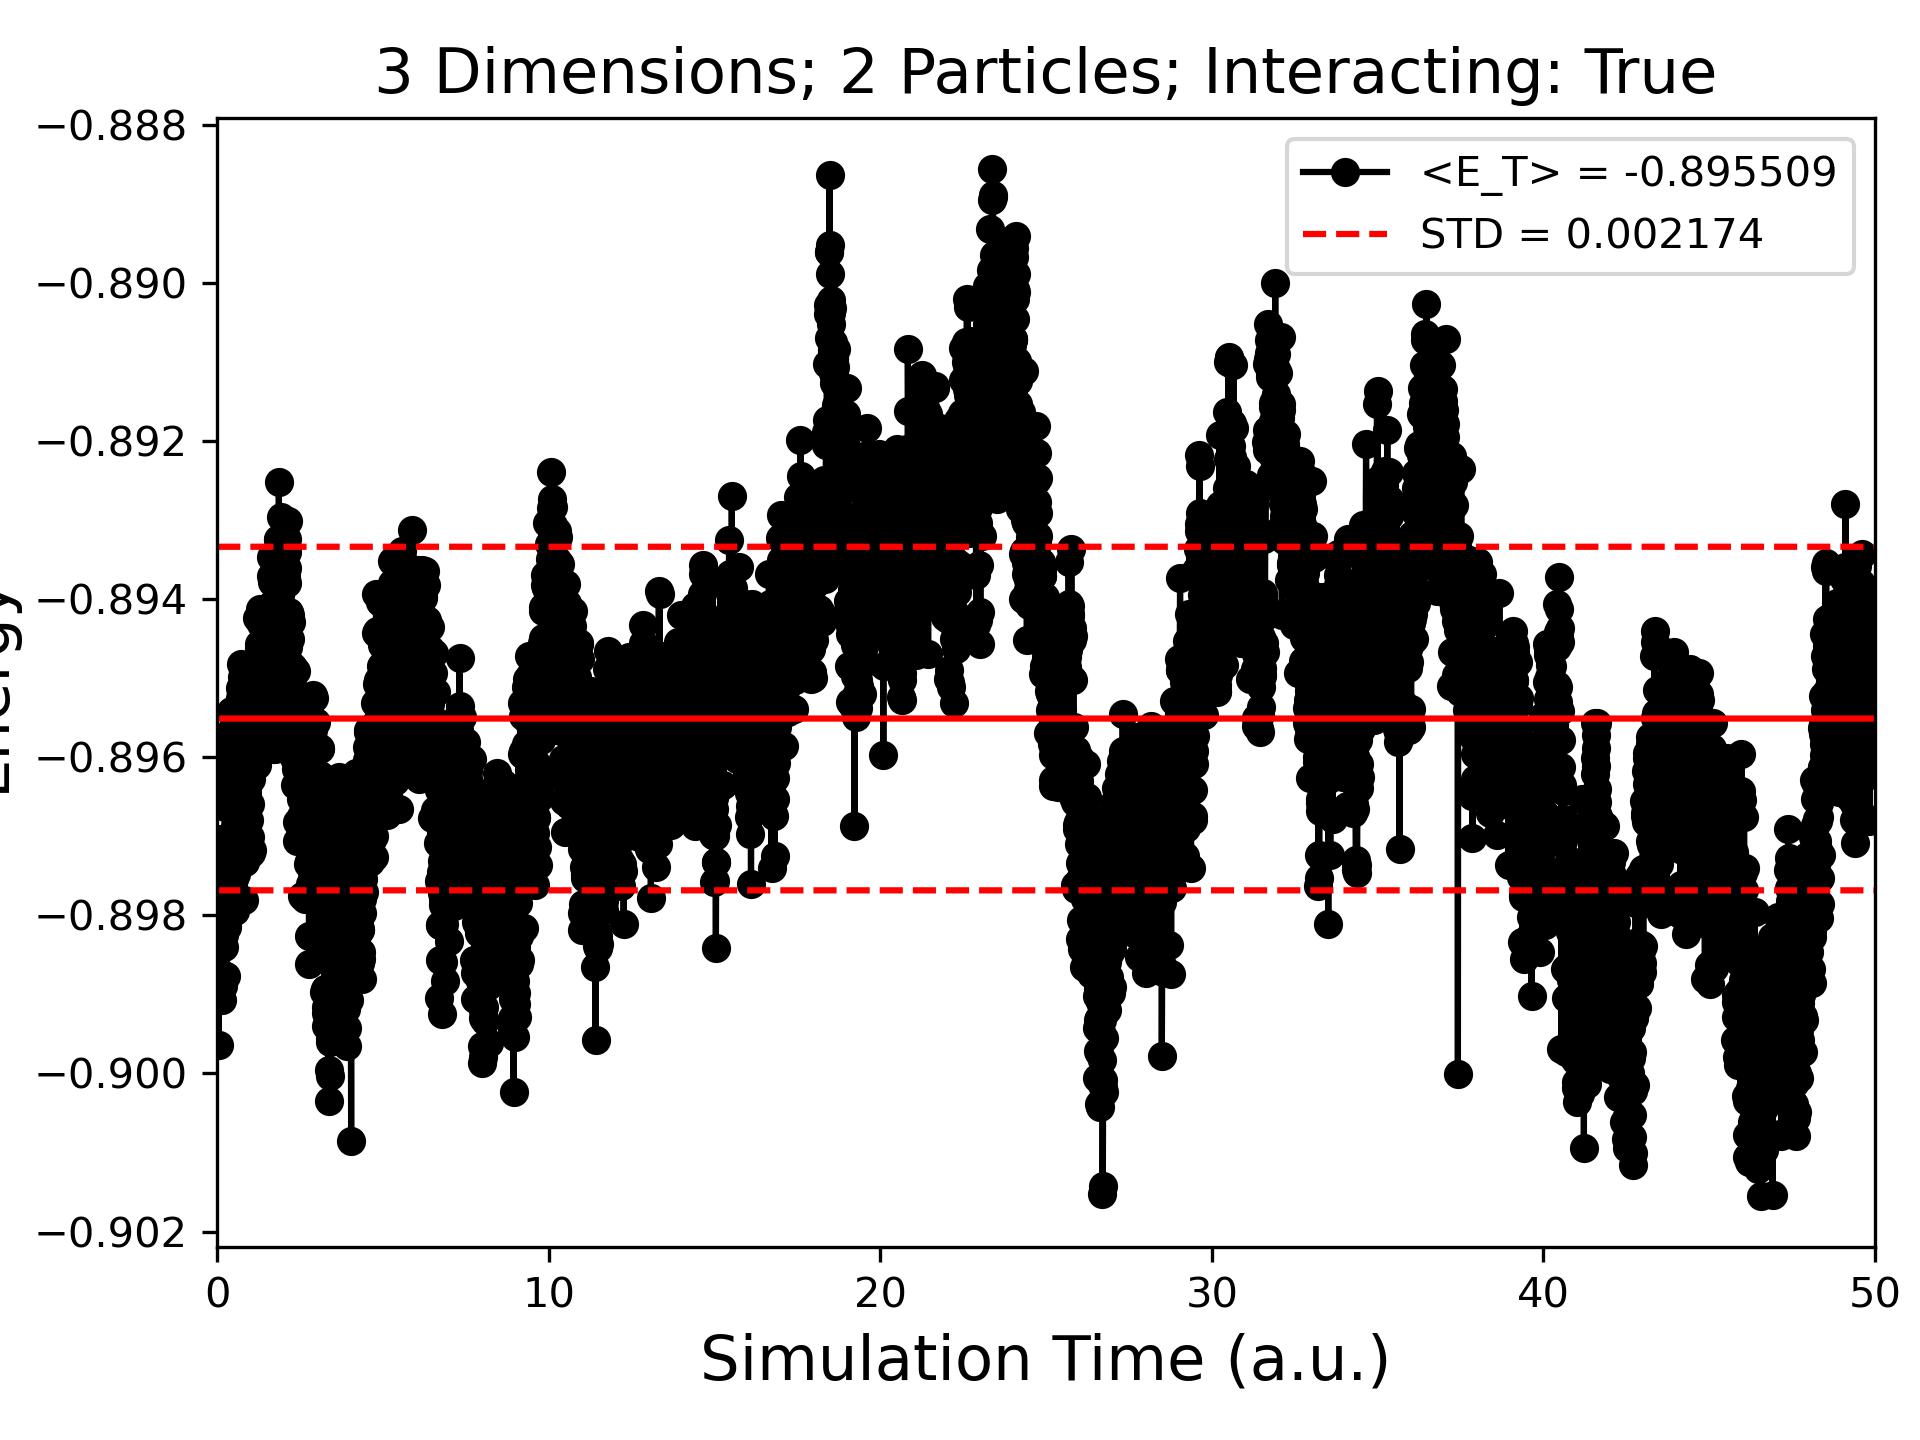 3 Dimensions; 2 Particles; Interacting: True
<E_T> = -0.895509
STD = 0.002174
−0.888
−0.890
−0.892
−0.894
−0.896
−0.898
−0.900
−0.902
Energy
0 10 20 30 40 50
Simulation Time (a.u.)